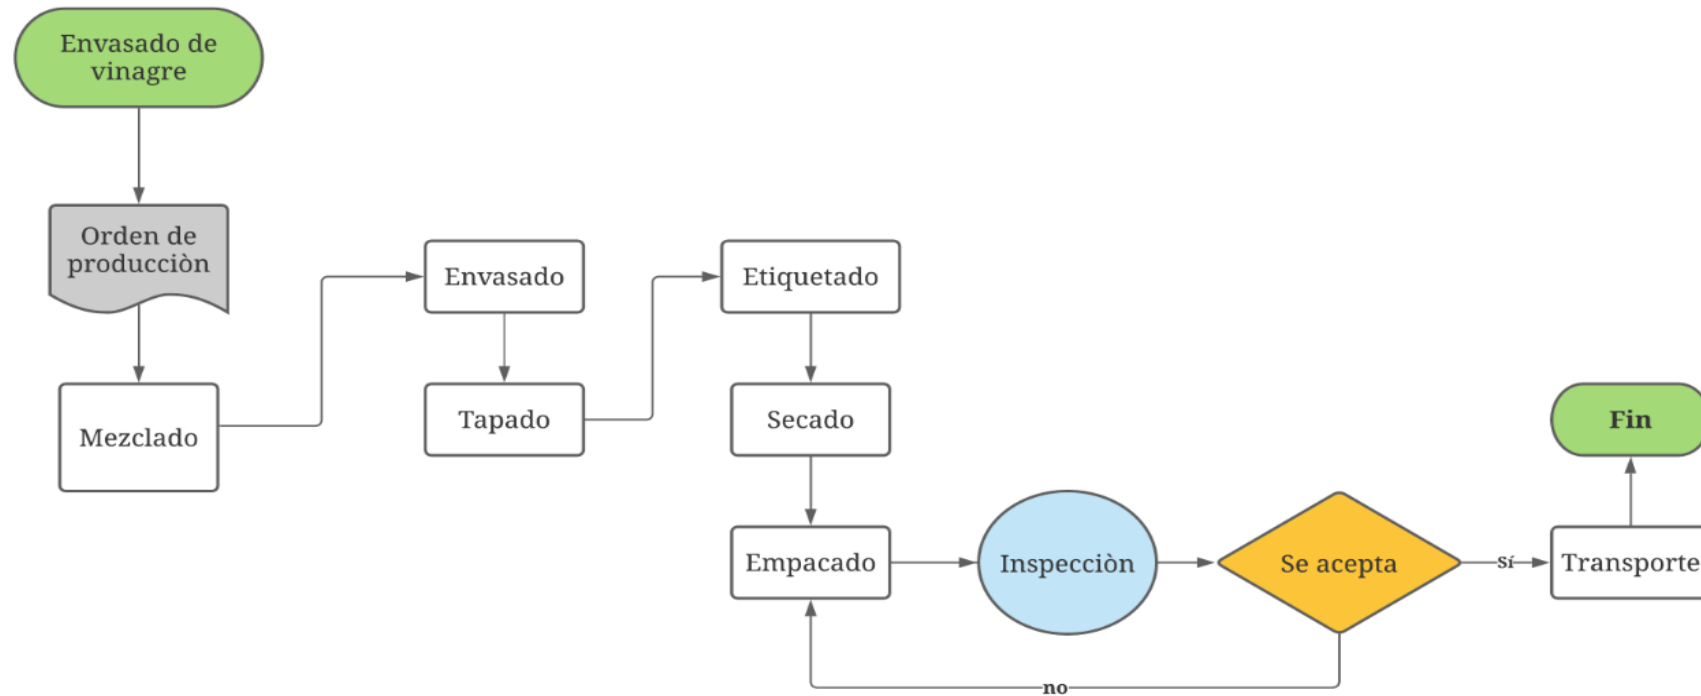 Envasado de
vinagre
Orden de
producciòn
Mezclado
Envasado
Tapado
Etiquetado
Secado
Empacado
Inspecciòn
Se acepta
no
Sí
Transporte
Fin